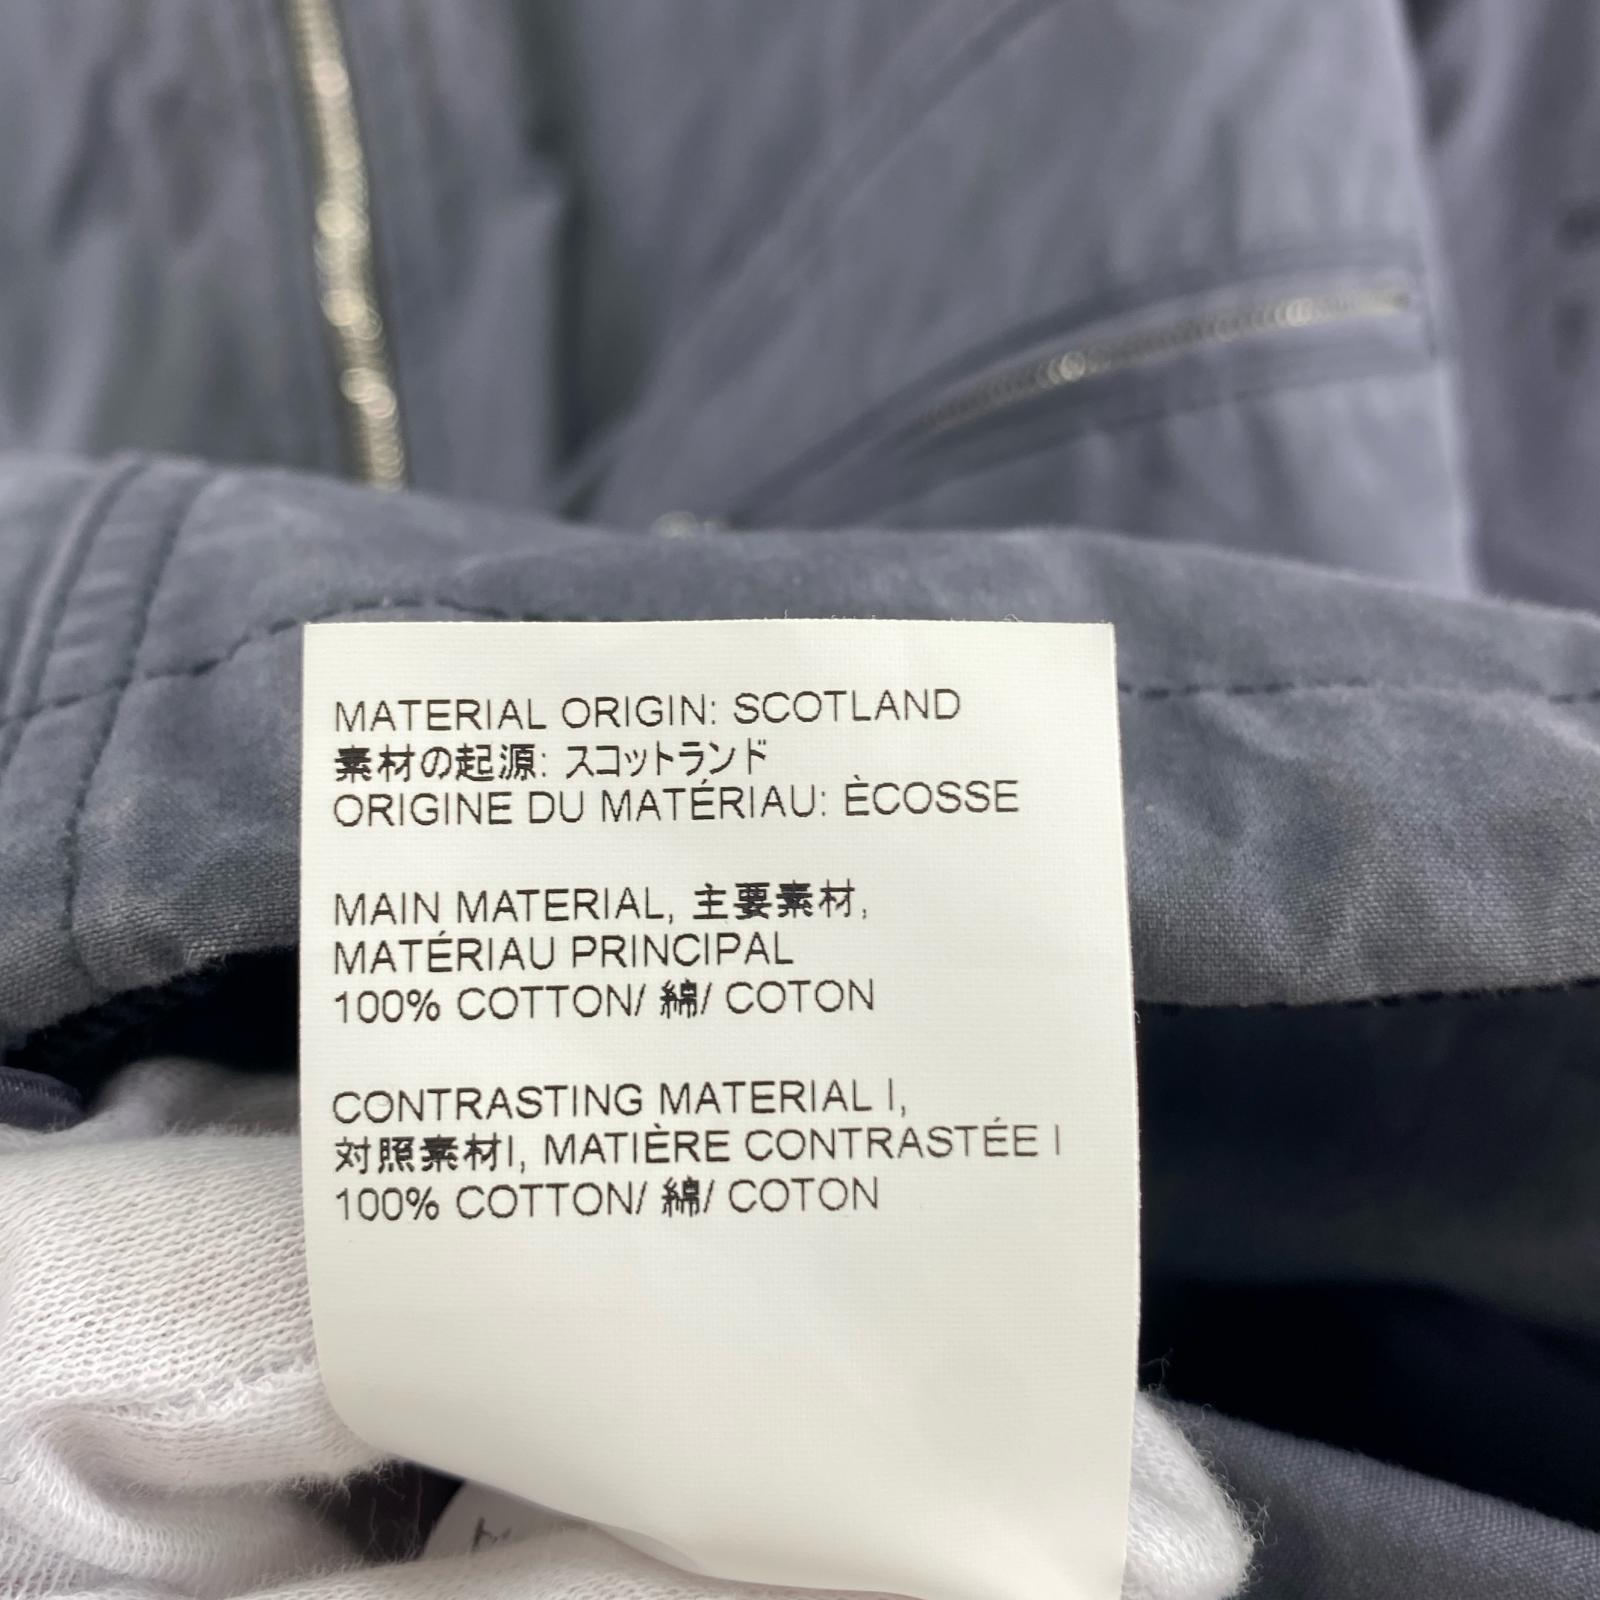 MATERIAL ORIGIN: SCOTLAND
素材の起源: スコットランド
ORIGINE DU MATÉRIAU: ÈCOSSE
MAIN MATERIAL, 主要素材,
MATÉRIAU PRINCIPAL
100% COTTON/ 綿/ COTON
CONTRASTING MATERIAL I,
対照素材I, MATIÈRE CONTRASTÉE I
100% COTTON/ 綿/ COTON